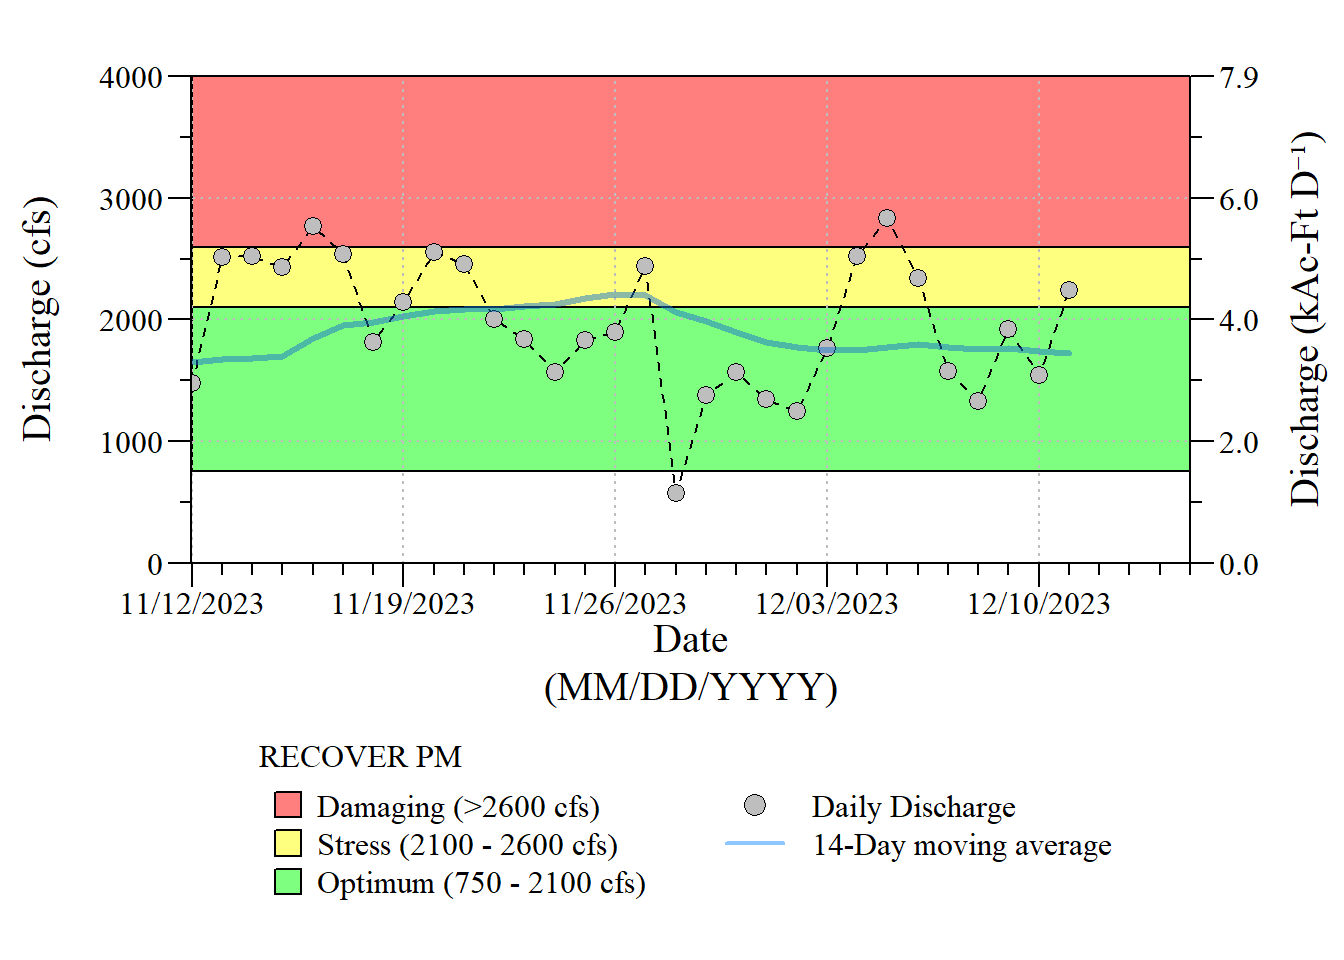 4000
3000
2000
1000
0
Discharge (cfs)
7.9
6.0
4.0
2.0
0.0
Discharge (kAc-Ft D⁻¹)
11/12/2023 11/19/2023 11/26/2023 12/03/2023 12/10/2023
Date
(MM/DD/YYYY)
RECOVER PM
Damaging (>2600 cfs)
Stress (2100 - 2600 cfs)
Optimum (750 - 2100 cfs)
Daily Discharge
14-Day moving average